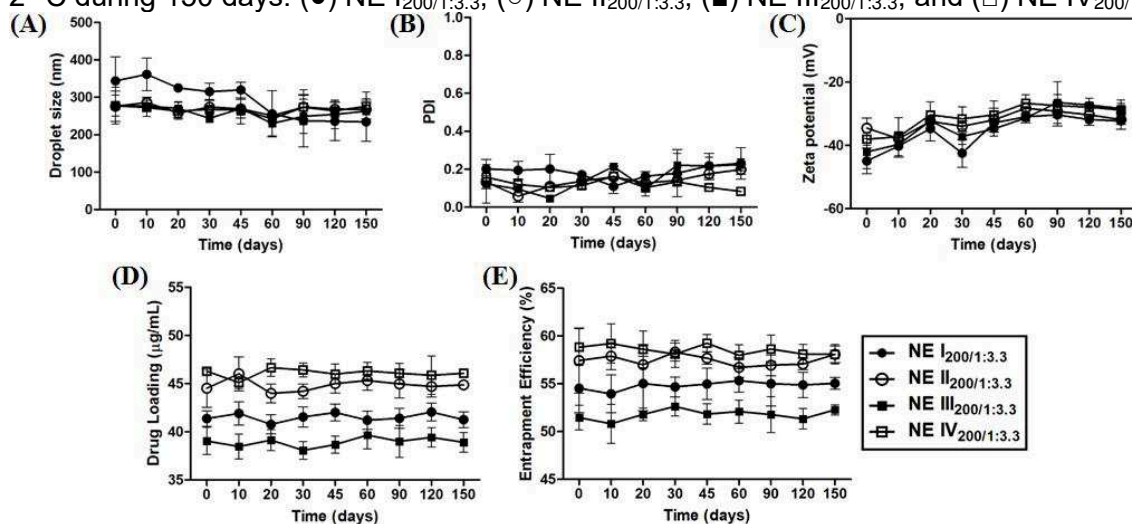 2 °C during 150 days. (●) NE I200/1:3.3, (○) NE II200/1:3.3, (■) NE III200/1:3.3, and (□) NE IV200/
(A) (B) (C)
Droplet size (nm)
500
400
300
200
100
0
0 10 20 30 45 60 90 120 150
Time (days)
PDI
1.0
0.8
0.6
0.4
0.2
0.0
0 10 20 30 45 60 90 120 150
Time (days)
Zeta potential (mV)
-20
-40
-60
0 10 20 30 45 60 90 120 150
Time (days)
(D) (E)
Drug Loading (µg/mL)
55
50
45
40
35
0 10 20 30 45 60 90 120 150
Time (days)
Entrapment Efficiency (%)
65
60
55
50
45
0 10 20 30 45 60 90 120 150
Time (days)
NE I200/1:3.3
NE II200/1:3.3
NE III200/1:3.3
NE IV200/1:3.3